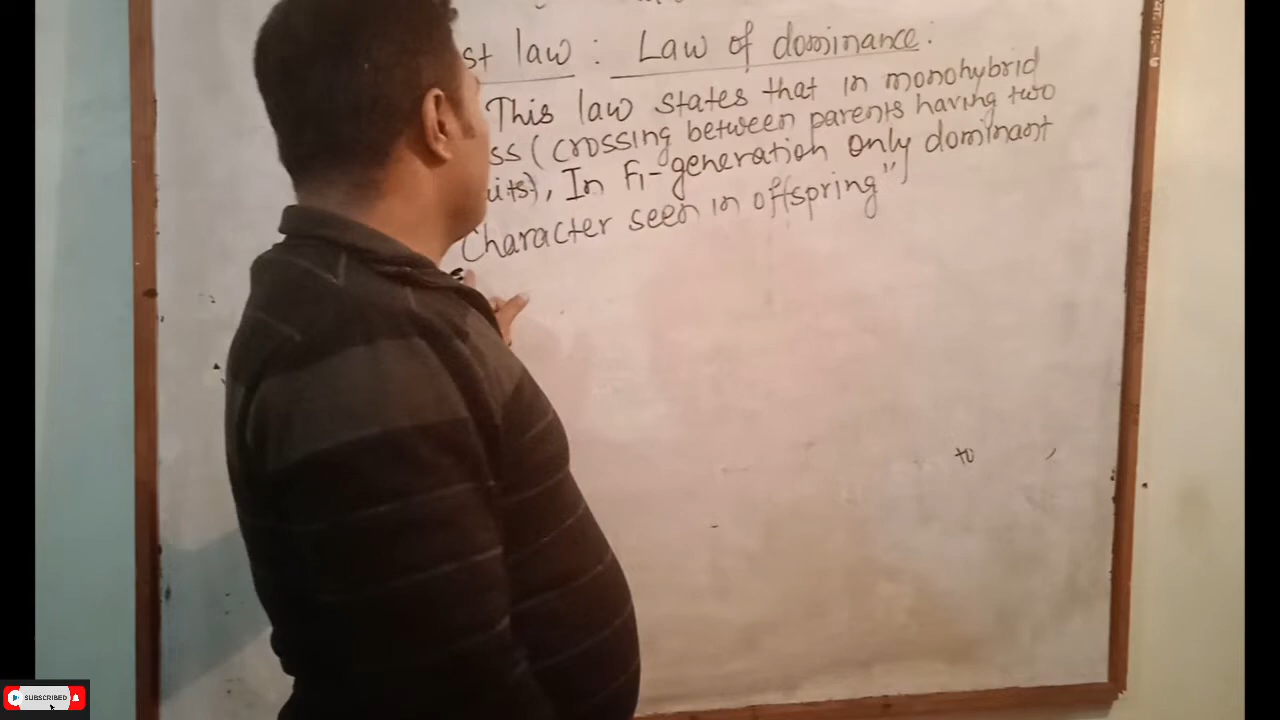 st law : Law of dominance :
This law states that in monohybrid
ss ( crossing between parents having two
its), In F1-generation only dominant
Character seen in offspring"
to
SUBSCRIBED